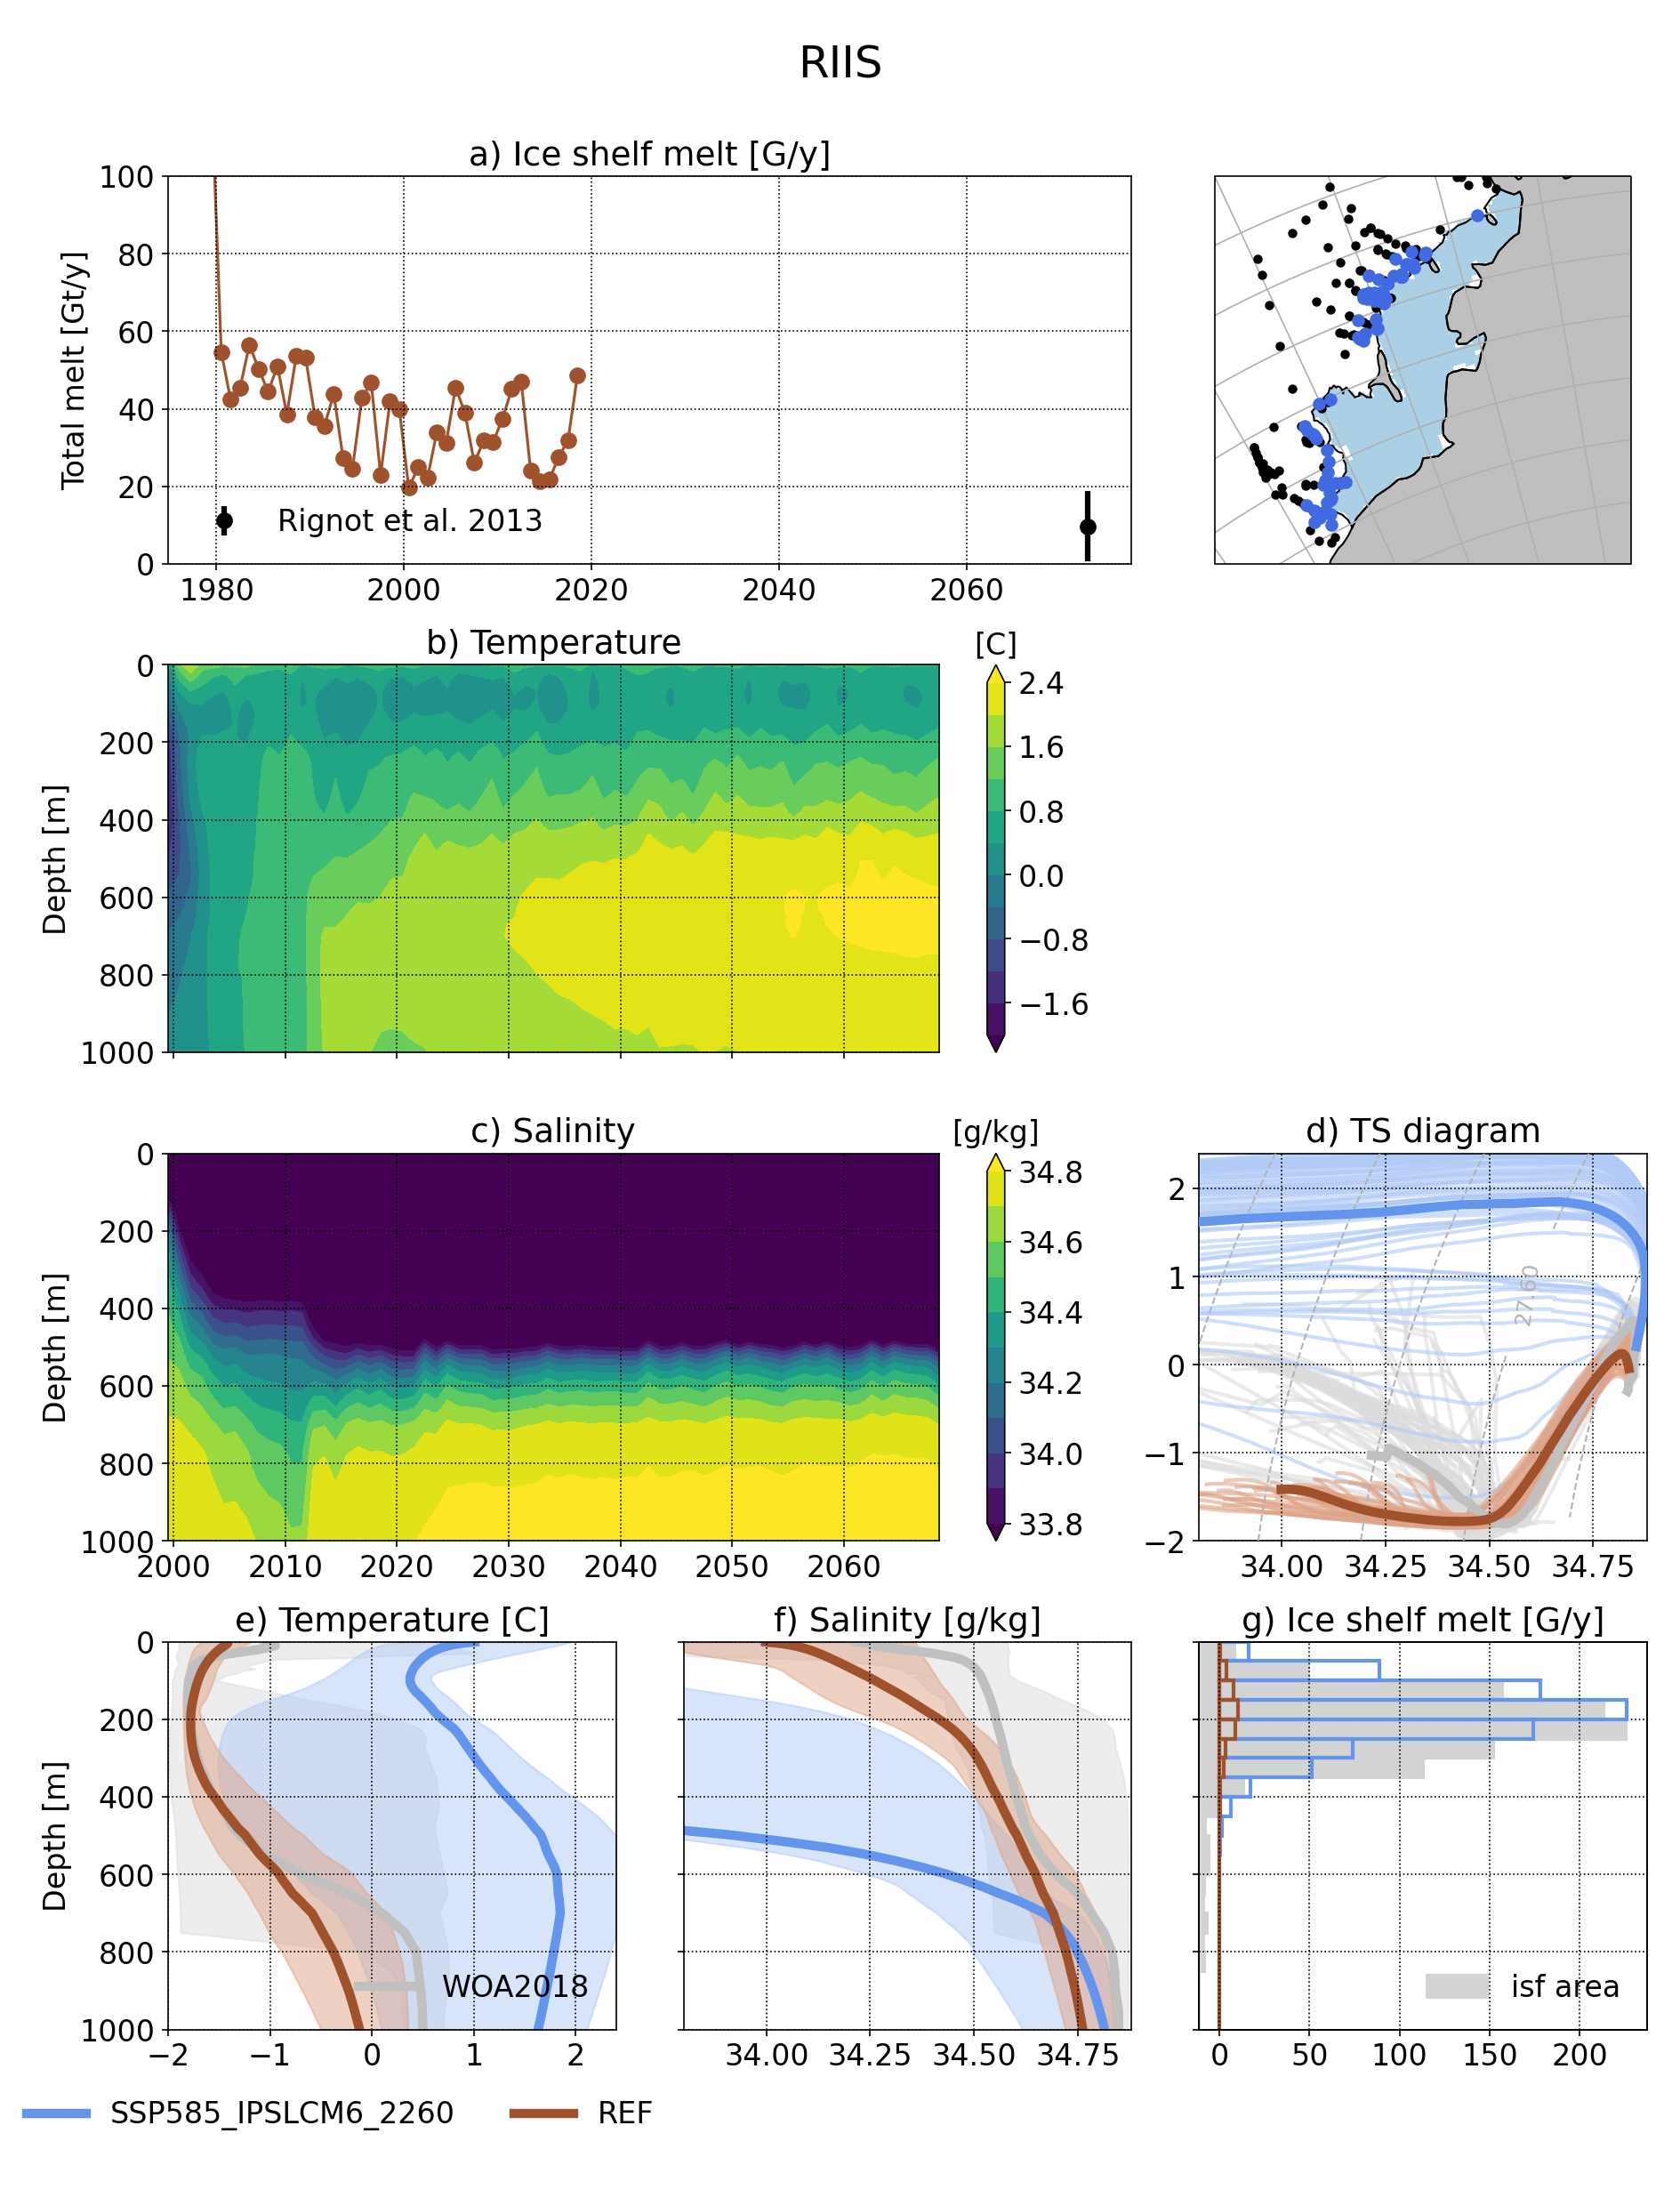 RIIS
a) Ice shelf melt [G/y]
Total melt [Gt/y]
100
80
60
40
20
0
Rignot et al. 2013
1980 2000 2020 2040 2060
b) Temperature
[C]
Depth [m]
0
200
400
600
800
1000
2.4
1.6
0.8
0.0
−0.8
−1.6
c) Salinity
[g/kg]
Depth [m]
0
200
400
600
800
1000
2000 2010 2020 2030 2040 2050 2060
34.8
34.6
34.4
34.2
34.0
33.8
d) TS diagram
2
1
0
−1
−2
27.60
34.00 34.25 34.50 34.75
e) Temperature [C]
Depth [m]
0
200
400
600
800
1000
WOA2018
−2 −1 0 1 2
f) Salinity [g/kg]
34.00 34.25 34.50 34.75
g) Ice shelf melt [G/y]
isf area
0 50 100 150 200
SSP585_IPSLCM6_2260 REF